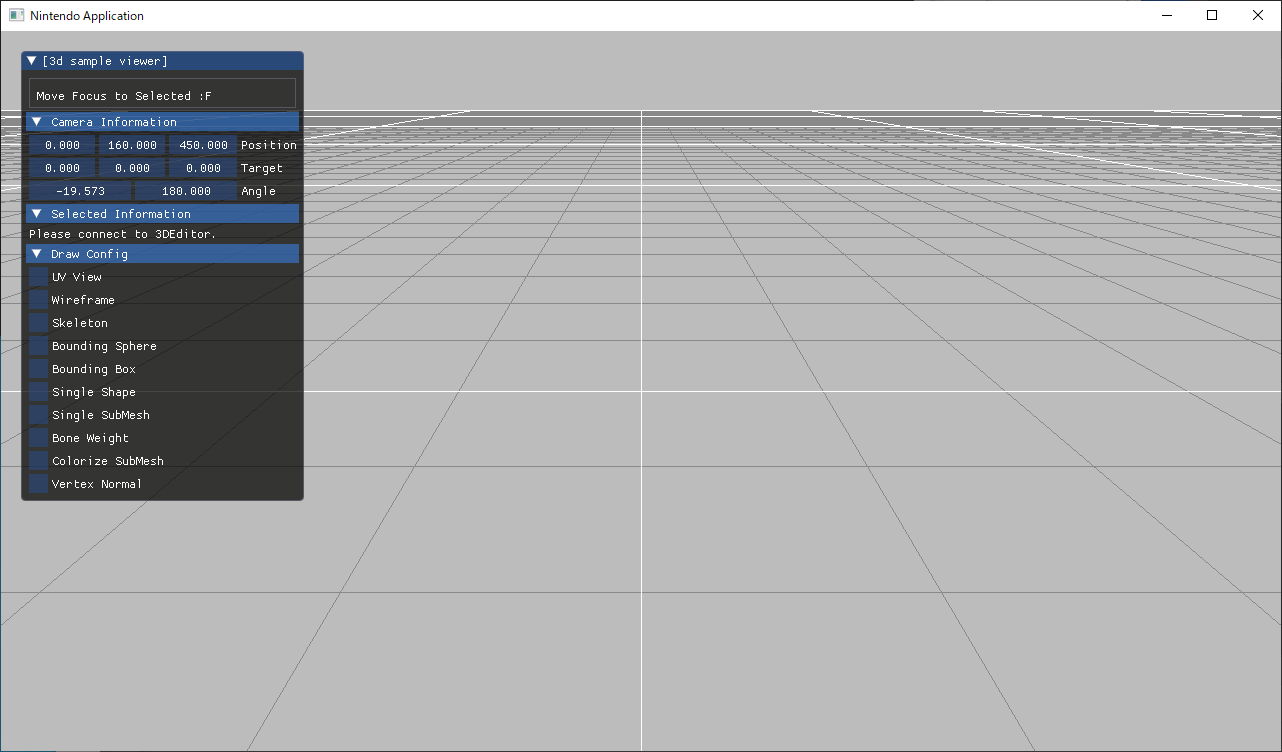 Nintendo Application
[3d sample viewer]
Move Focus to Selected :F
Camera Information
0.000 160.000 450.000 Position
0.000 0.000 0.000 Target
-19.573 180.000 Angle
Selected Information
Please connect to 3DEditor.
Draw Config
UV View
Wireframe
Skeleton
Bounding Sphere
Bounding Box
Single Shape
Single SubMesh
Bone Weight
Colorize SubMesh
Vertex Normal